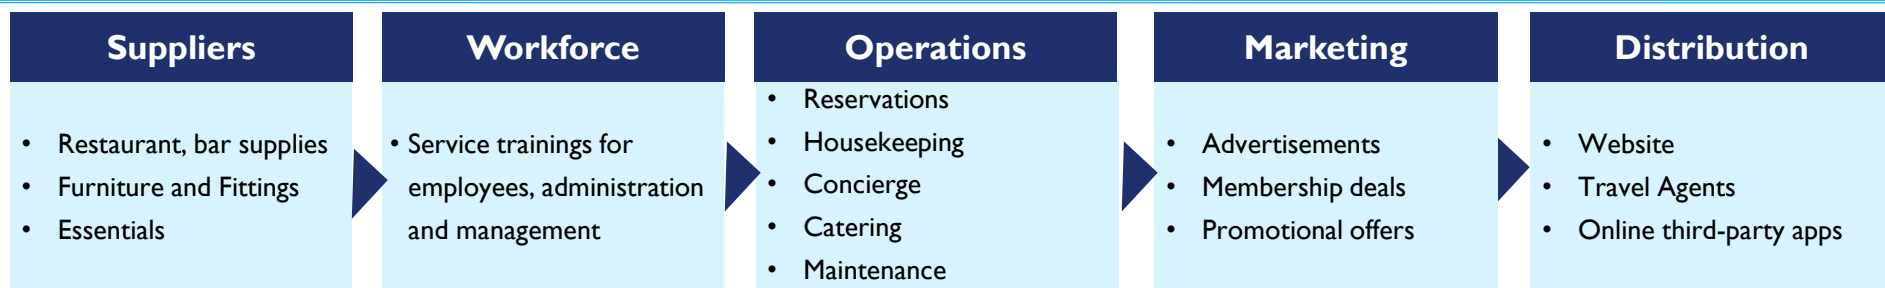 Suppliers
• Restaurant, bar supplies
• Furniture and Fittings
• Essentials
Workforce
• Service trainings for
employees, administration
and management
Operations
• Reservations
• Housekeeping
• Concierge
• Catering
• Maintenance
Marketing
• Advertisements
• Membership deals
• Promotional offers
Distribution
• Website
• Travel Agents
• Online third-party apps